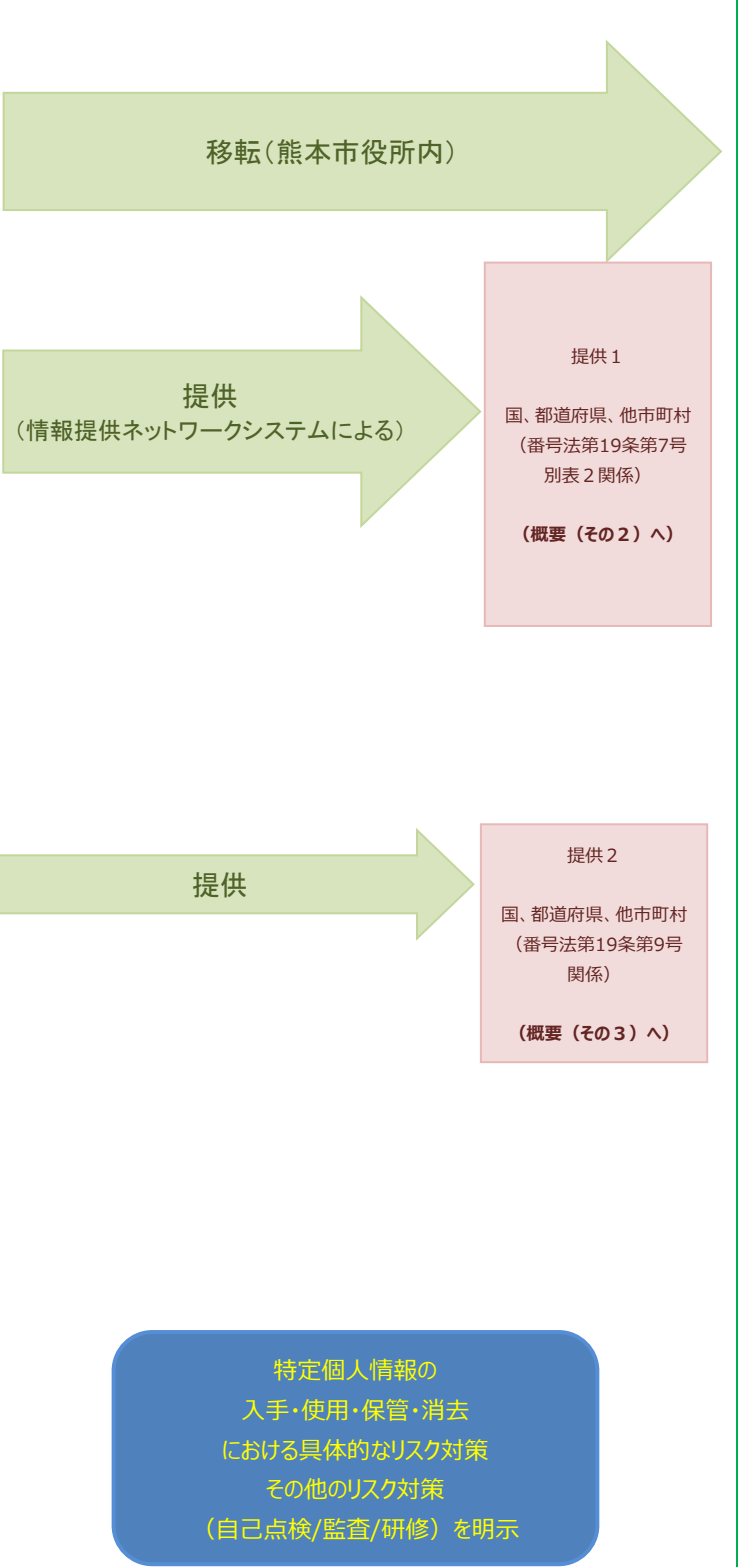 移転(熊本市役所内)
提供
(情報提供ネットワークシステムによる)
提供１
国、都道府県、他市町村
（番号法第19条第7号
別表２関係）
（概要（その２）へ）
提供
提供２
国、都道府県、他市町村
（番号法第19条第9号
関係）
（概要（その３）へ）
特定個人情報の
入手・使用・保管・消去
における具体的なリスク対策
その他のリスク対策
（自己点検/監査/研修）を明示